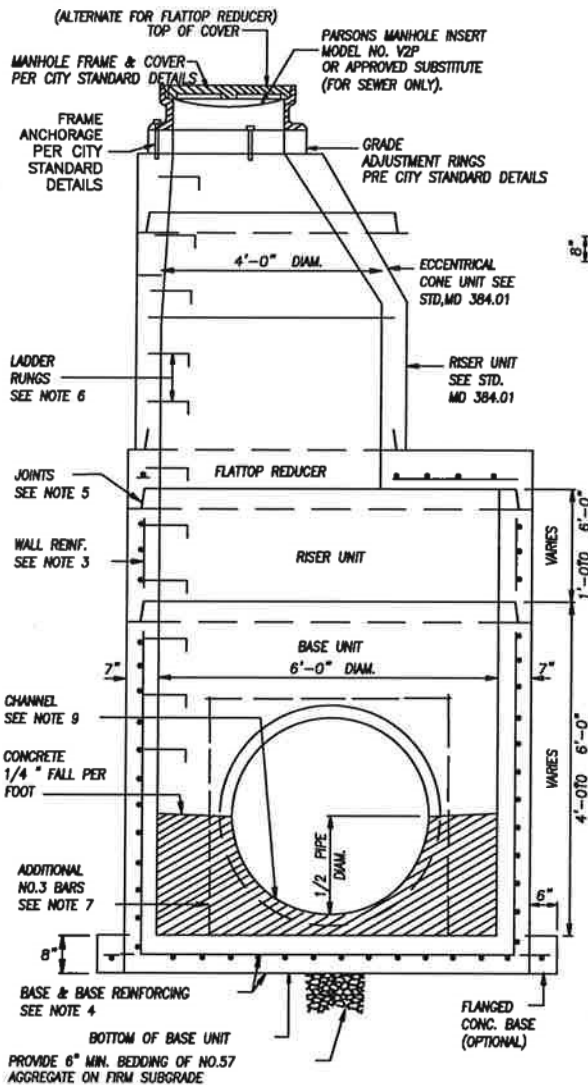 (ALTERNATE FOR FLATTOP REDUCER)
TOP OF COVER
PARSONS MANHOLE INSERT
MODEL NO. V2P
OR APPROVED SUBSTITUTE
(FOR SEWER ONLY).
MANHOLE FRAME & COVER
PER CITY STANDARD DETAILS
FRAME
ANCHORAGE
PER CITY
STANDARD
DETAILS
GRADE
ADJUSTMENT RINGS
PRE CITY STANDARD DETAILS
8"
4'-0" DIAM.
ECCENTRICAL
CONE UNIT SEE
STD,MD 384.01
LADDER
RUNGS
SEE NOTE 6
RISER UNIT
SEE STD.
MD 384.01
FLATTOP REDUCER
JOINTS
SEE NOTE 5
WALL REINF.
SEE NOTE 3
RISER UNIT
VARIES
1'-0TO 6'-0"
BASE UNIT
6'-0" DIAM.
7"
7"
CHANNEL
SEE NOTE 9
CONCRETE
1/4 " FALL PER
FOOT
VARIES
4'-0TO 6'-0"
1/2 PIPE
DIAM.
ADDITIONAL
NO.3 BARS
SEE NOTE 7
6"
8"
BASE & BASE REINFORCING
SEE NOTE 4
FLANGED
CONC. BASE
(OPTIONAL)
BOTTOM OF BASE UNIT
PROVIDE 6" MIN. BEDDING OF NO.57
AGGREGATE ON FIRM SUBGRADE